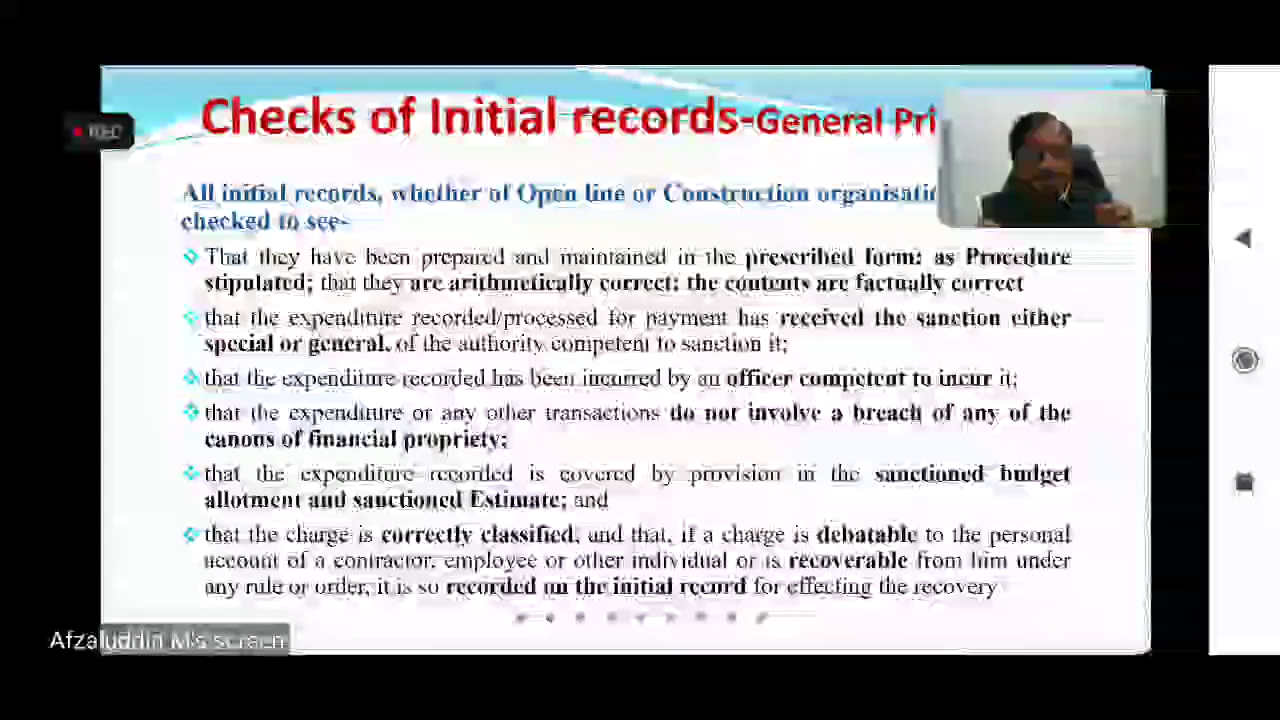 Checks of Initial records-General Pri
REC
All initial records, whether of Open line or Construction organisati
checked to see-
That they have been prepared and maintained in the prescribed form; as Procedure
stipulated; that they are arithmetically correct; the contents are factually correct
that the expenditure recorded/processed for payment has received the sanction either
special or general, of the authority competent to sanction it;
that the expenditure recorded has been incurred by an officer competent to incur it;
that the expenditure or any other transactions do not involve a breach of any of the
canons of financial propriety;
that the expenditure recorded is covered by provision in the sanctioned budget
allotment and sanctioned Estimate; and
that the charge is correctly classified, and that, if a charge is debatable to the personal
account of a contractor, employee or other individual or is recoverable from him under
any rule or order, it is so recorded on the initial record for effecting the recovery
Afzaluddin M's screen